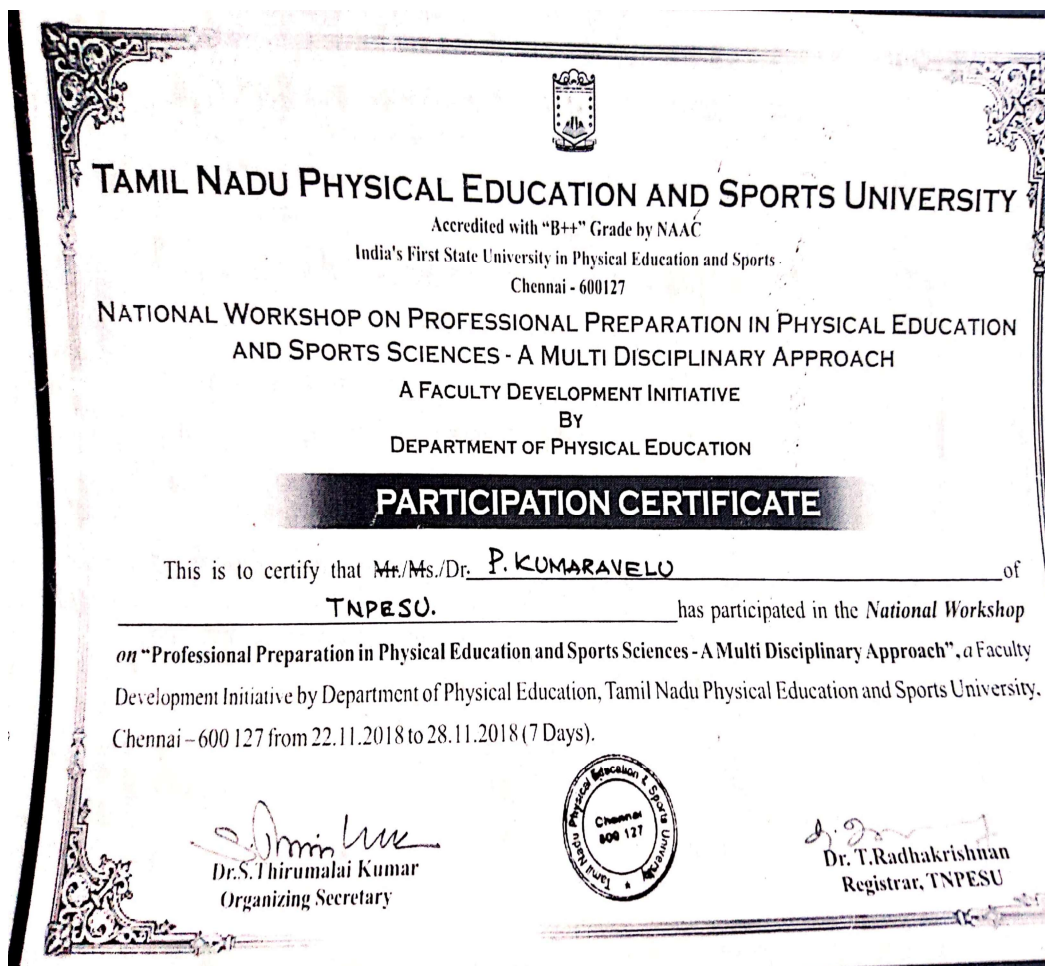 TAMIL NADU PHYSICAL EDUCATION AND SPORTS UNIVERSITY
Accredited with "B++" Grade by NAAC
India's First State University in Physical Education and Sports
Chennai - 600127
NATIONAL WORKSHOP ON PROFESSIONAL PREPARATION IN PHYSICAL EDUCATION
AND SPORTS SCIENCES - A MULTI DISCIPLINARY APPROACH
A FACULTY DEVELOPMENT INITIATIVE
BY
DEPARTMENT OF PHYSICAL EDUCATION
PARTICIPATION CERTIFICATE
This is to certify that Mr./Ms./Dr. P. KUMARAVELU of
TNPESU. has participated in the National Workshop
on "Professional Preparation in Physical Education and Sports Sciences - A Multi Disciplinary Approach", a Faculty
Development Initiative by Department of Physical Education, Tamil Nadu Physical Education and Sports University,
Chennai – 600 127 from 22.11.2018 to 28.11.2018 (7 Days).
Tamil Nadu Physical Education & Sports University
Chennai
600 127
Dr.S.Thirumalai Kumar
Organizing Secretary
Dr. T.Radhakrishnan
Registrar, TNPESU